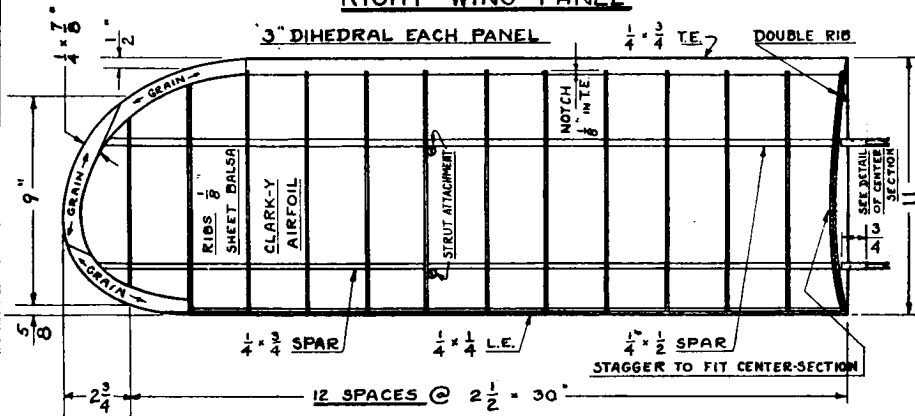 RIGHT WING PANEL
3" DIHEDRAL EACH PANEL
1/4 × 3/4 T.E.
DOUBLE RIB
1/4 × 7/8"
1/2"
GRAIN
GRAIN
GRAIN
9"
5/8
RIBS 1/8"
SHEET BALSA
CLARK-Y
AIRFOIL
STRUT ATTACHMENT
NOTCH
1/8" IN T.E.
SEE DETAIL
OF CENTER
SECTION
3/4
11
1/4 × 3/4 SPAR
1/4 × 1/4 L.E.
1/4" × 1/2 SPAR
STAGGER TO FIT CENTER-SECTION
2 3/4
12 SPACES @ 2 1/2 = 30"